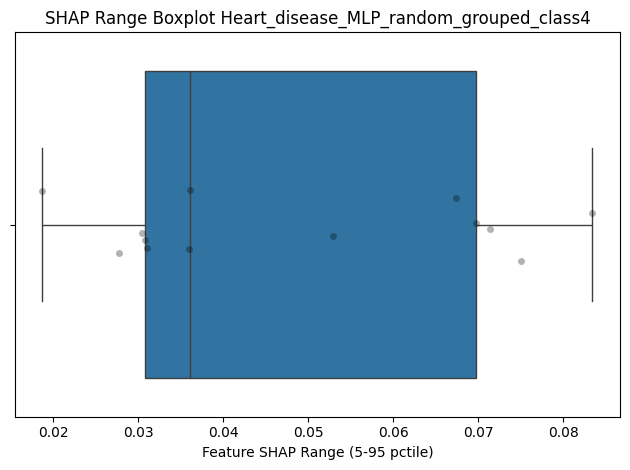 SHAP Range Boxplot Heart_disease_MLP_random_grouped_class4
0.02 0.03 0.04 0.05 0.06 0.07 0.08
Feature SHAP Range (5-95 pctile)